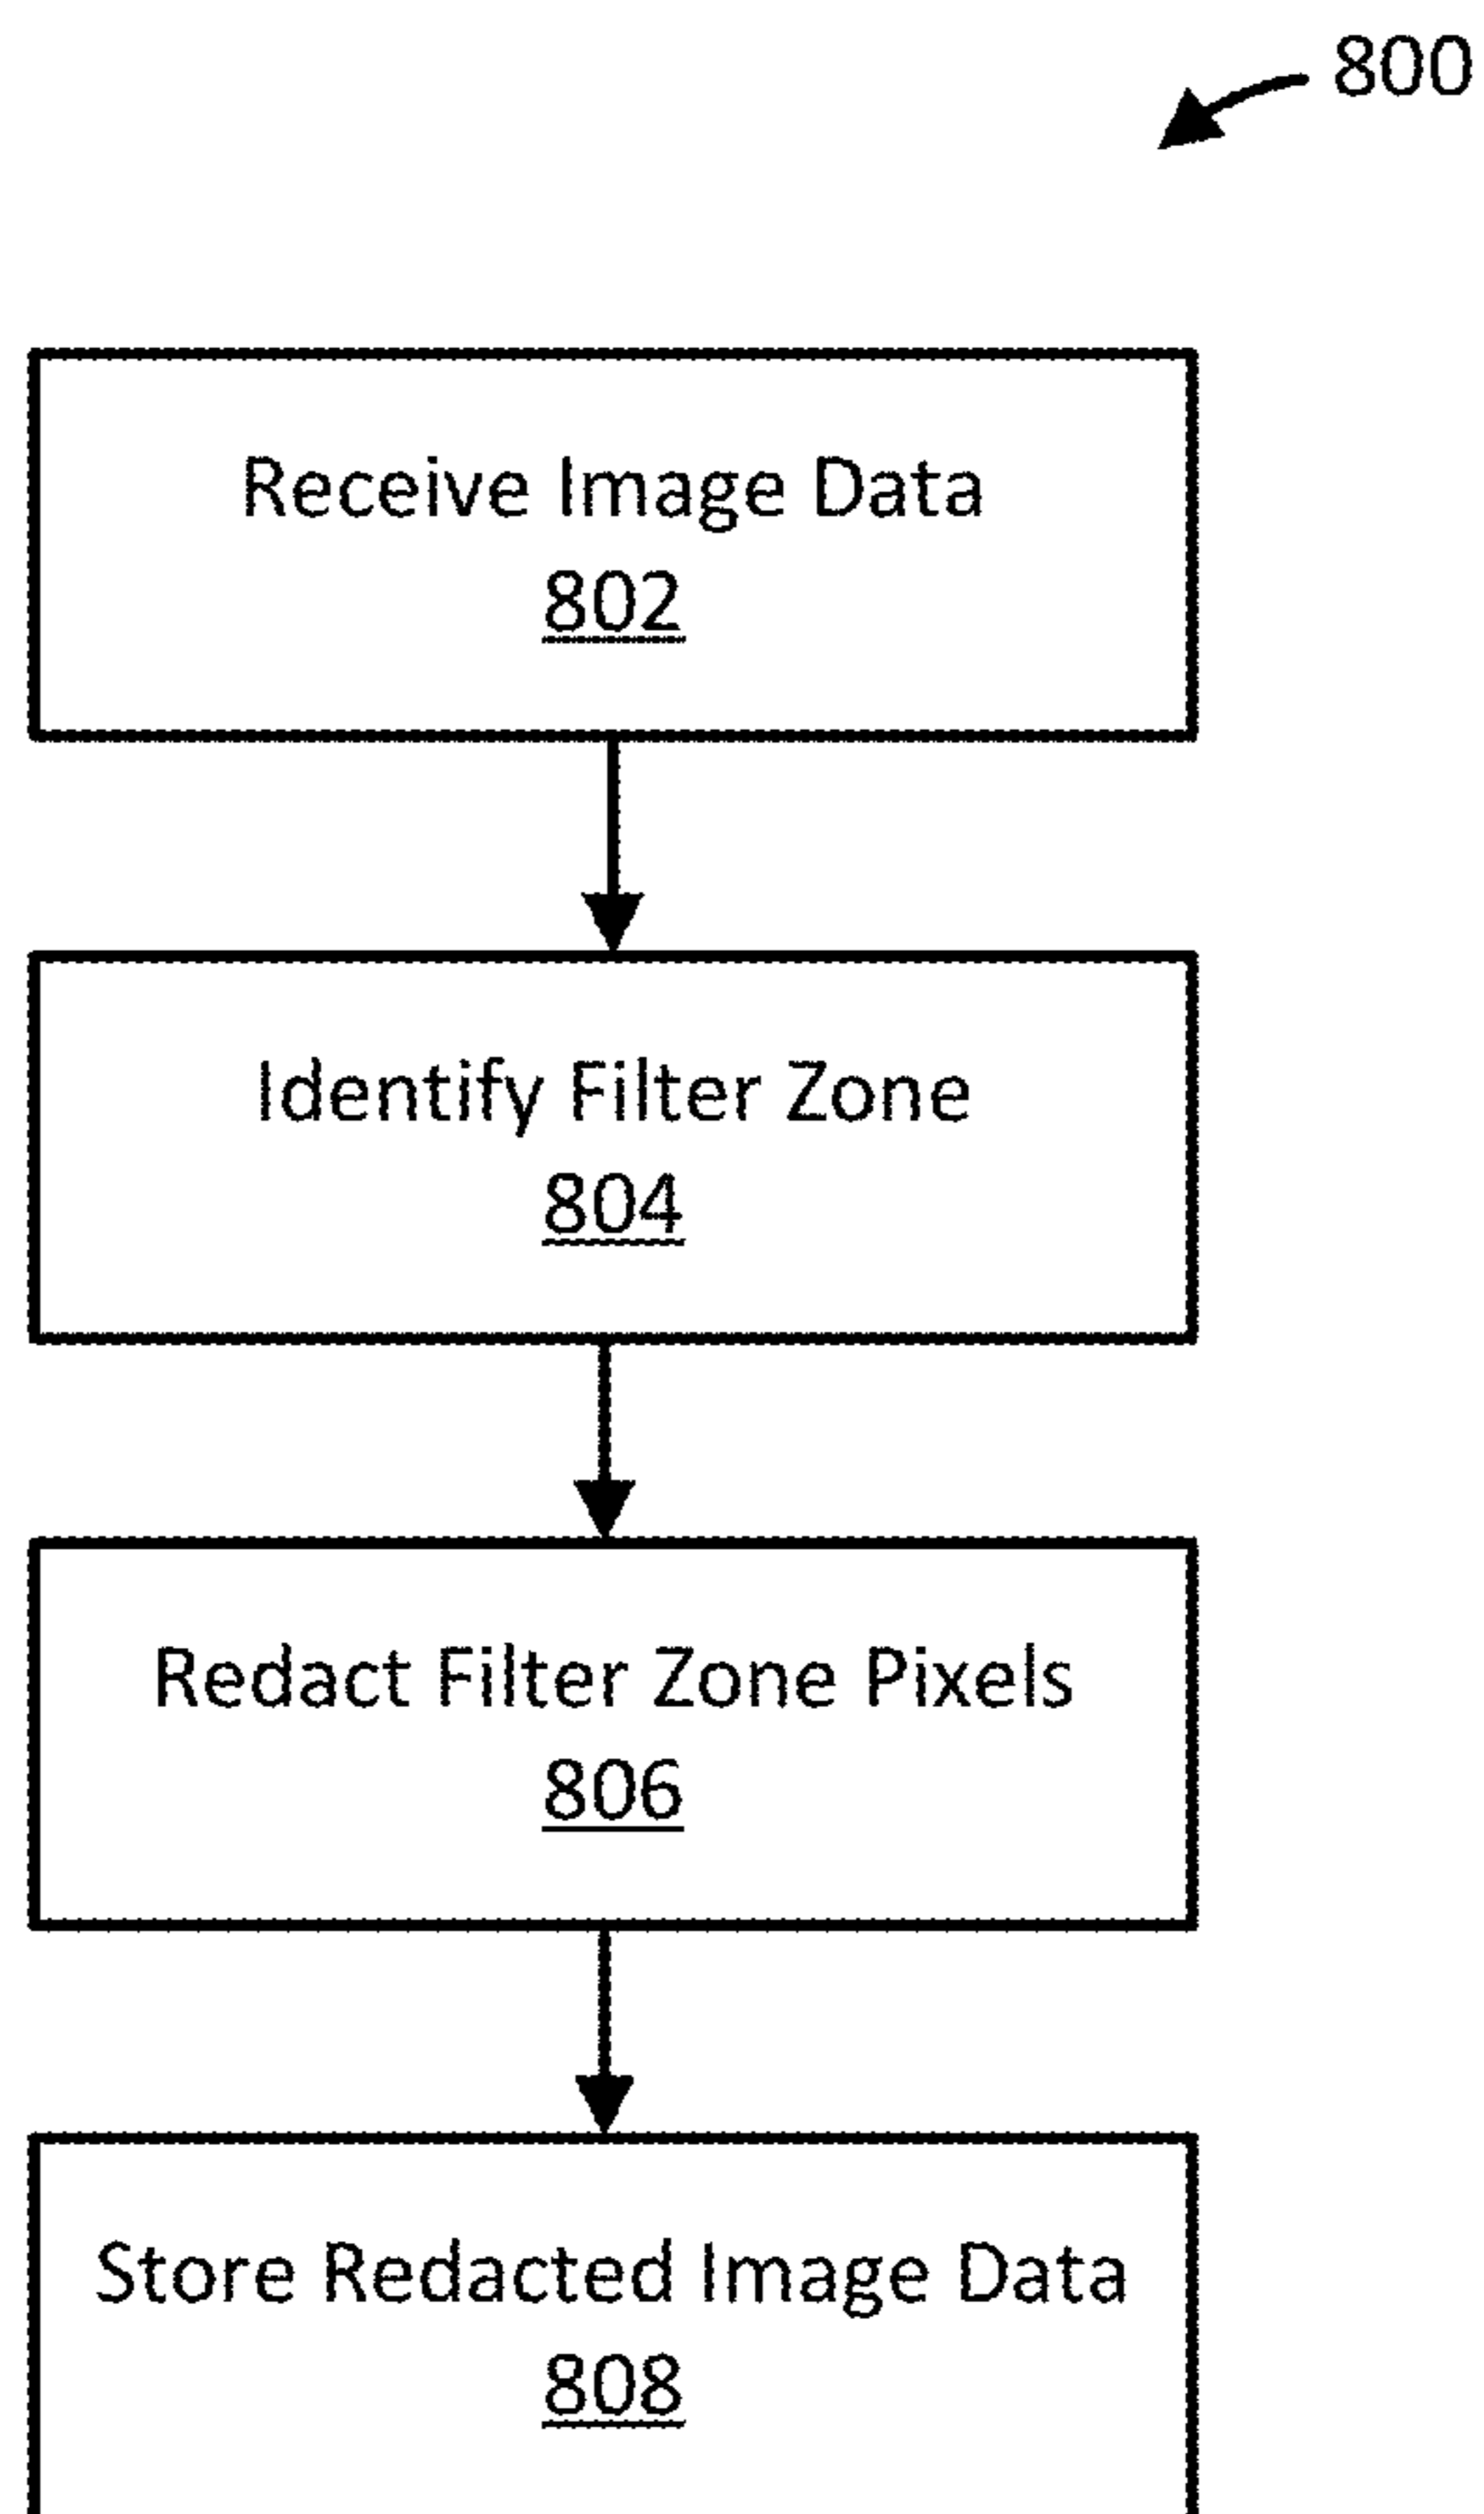 800
Receive Image Data
802
Identify Filter Zone
804
Redact Filter Zone Pixels
806
Store Redacted Image Data
808